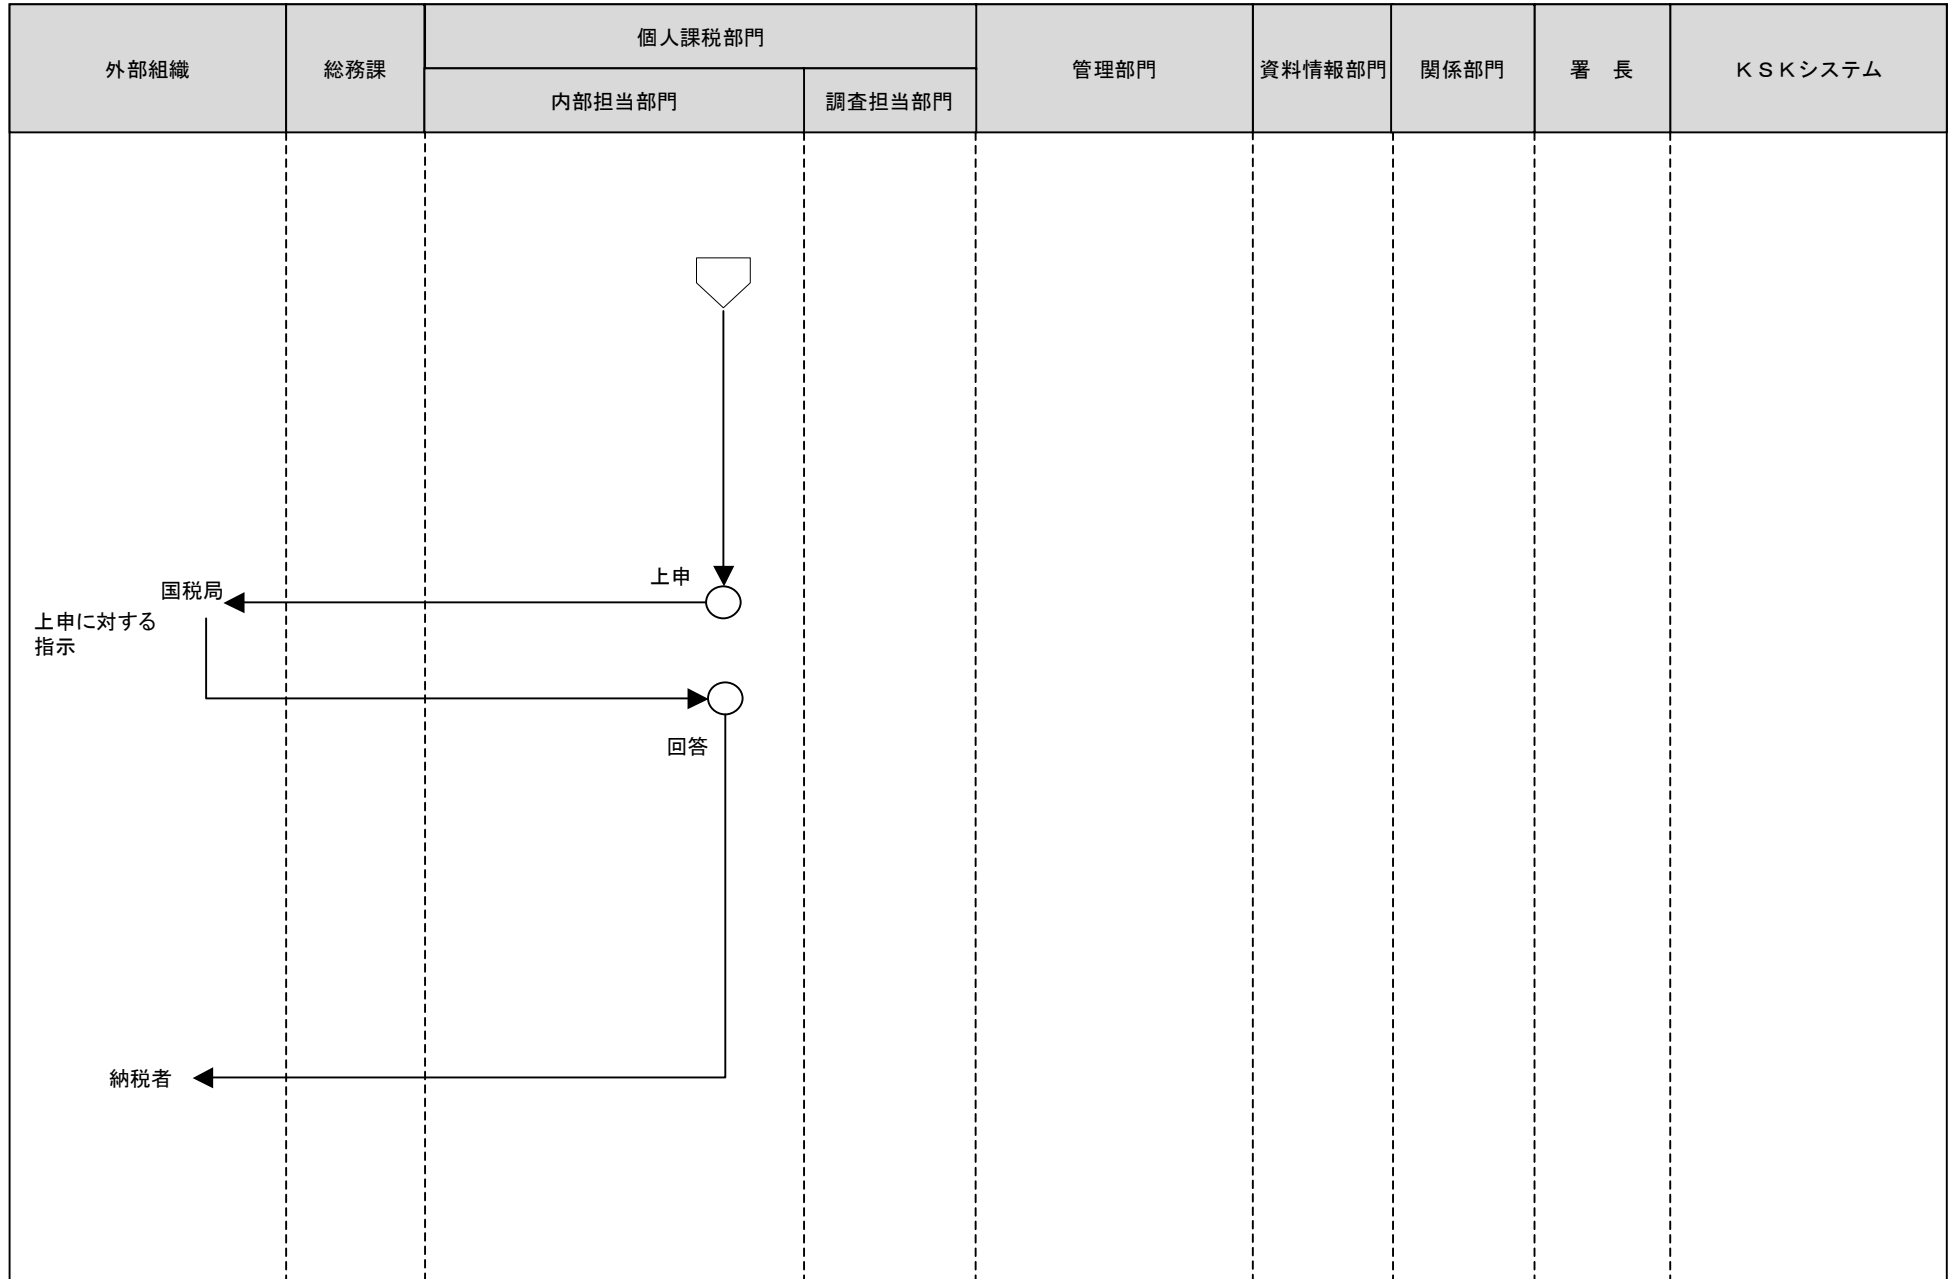 外部組織
総務課
個人課税部門
内部担当部門
調査担当部門
管理部門
資料情報部門
関係部門
署　長
ＫＳＫシステム
上申
国税局
上申に対する
指示
回答
納税者